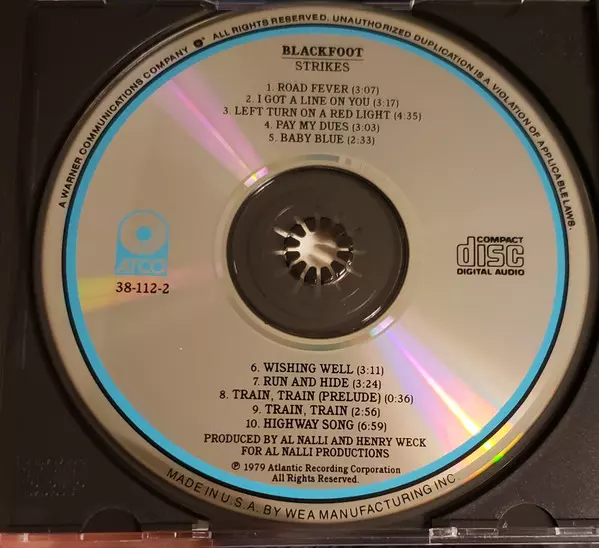 A WARNER COMMUNICATIONS COMPANY ALL RIGHTS RESERVED. UNAUTHORIZED DUPLICATION IS A VIOLATION OF APPLICABLE LAWS.
BLACKFOOT
STRIKES
1. ROAD FEVER (3:07)
2. I GOT A LINE ON YOU (3:17)
3. LEFT TURN ON A RED LIGHT (4:35)
4. PAY MY DUES (3:03)
5. BABY BLUE (2:33)
ATCO
38-112-2
COMPACT
disc
DIGITAL AUDIO
6. WISHING WELL (3:11)
7. RUN AND HIDE (3:24)
8. TRAIN, TRAIN (PRELUDE) (0:36)
9. TRAIN, TRAIN (2:56)
10. HIGHWAY SONG (6:59)
PRODUCED BY AL NALLI AND HENRY WECK
FOR AL NALLI PRODUCTIONS
℗ 1979 Atlantic Recording Corporation
All Rights Reserved.
MADE IN U.S.A. BY WEA MANUFACTURING INC.